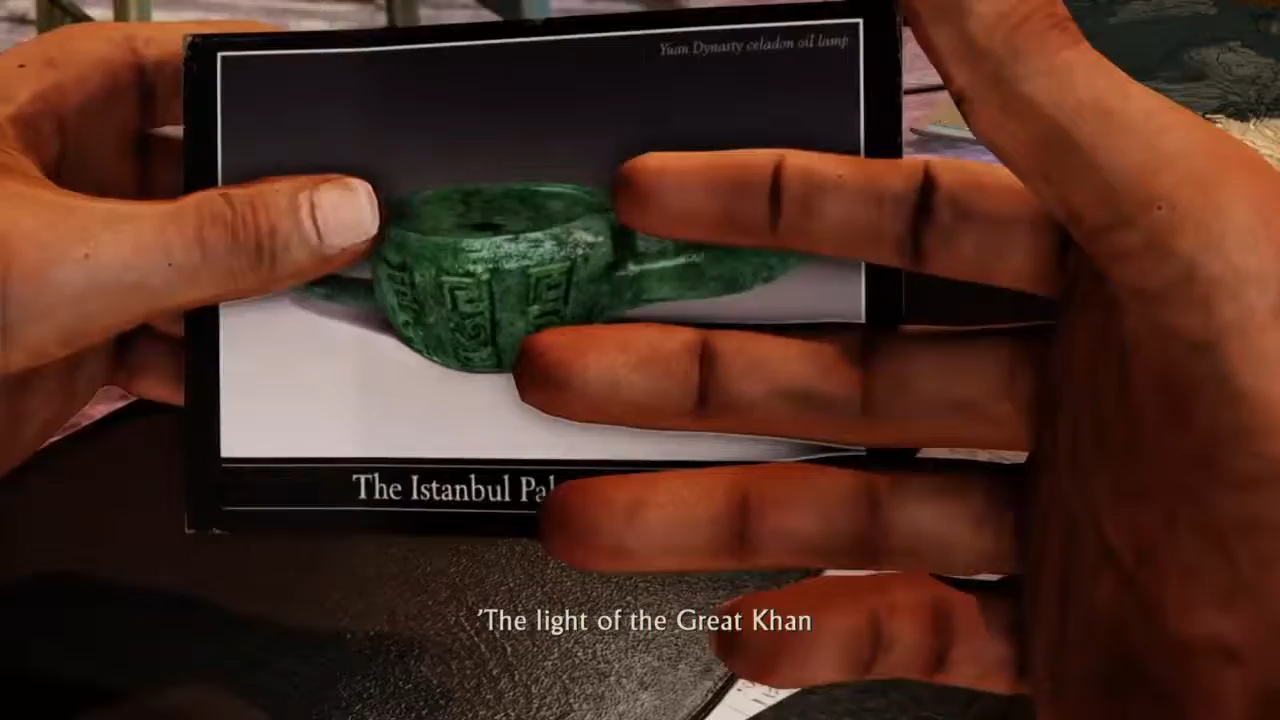 Yuan Dynasty celadon oil lamp
The Istanbul Pal
'The light of the Great Khan